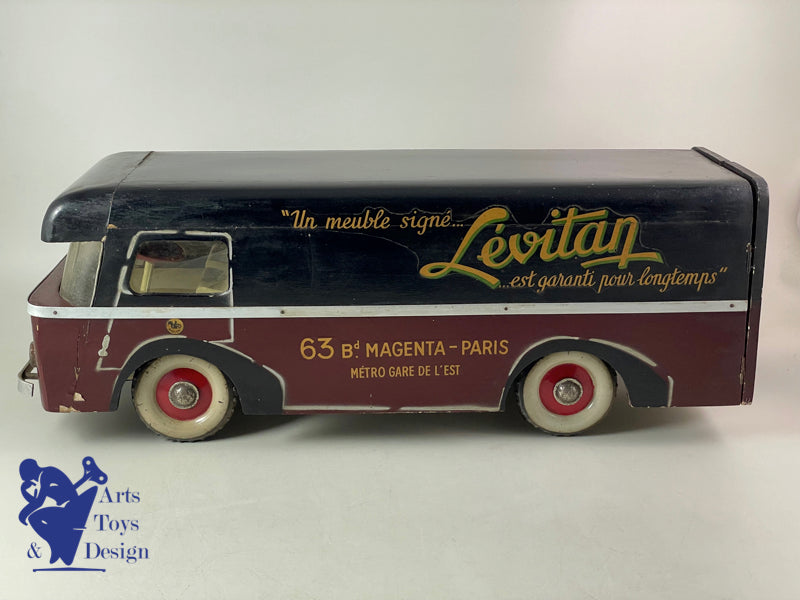 "Un meuble signé...
Lévitan
...est garanti pour longtemps"
63 Bd MAGENTA - PARIS
MÉTRO GARE DE L'EST
Arts
Toys
& Design